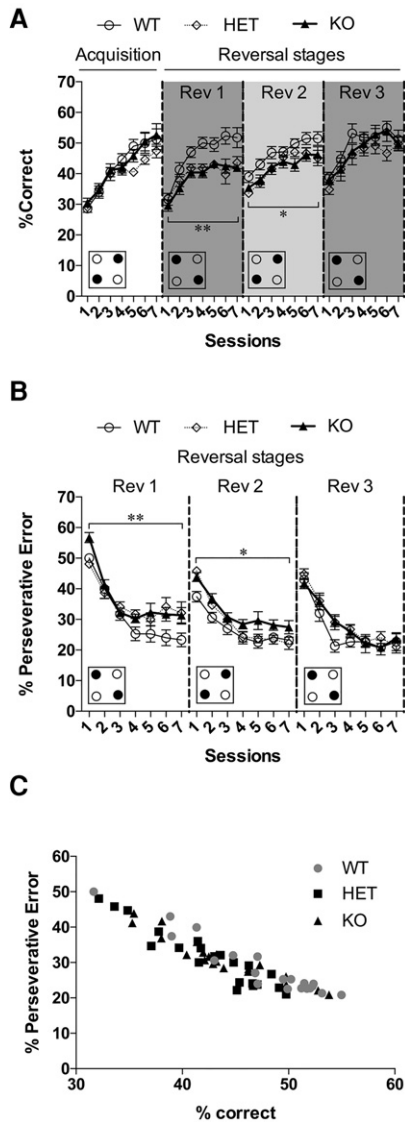 A
WT HET KO
Acquisition Reversal stages
Rev 1 Rev 2 Rev 3
%Correct
70
60
50
40
30
20
10
0
** *
1 2 3 4 5 6 7 1 2 3 4 5 6 7 1 2 3 4 5 6 7 1 2 3 4 5 6 7
Sessions
B
WT HET KO
Reversal stages
Rev 1 Rev 2 Rev 3
% Perseverative Error
70
60
50
40
30
20
10
0
** *
1 2 3 4 5 6 7 1 2 3 4 5 6 7 1 2 3 4 5 6 7
Sessions
C
% Perseverative Error
60
50
40
30
20
10
0
WT
HET
KO
30 40 50 60
% correct